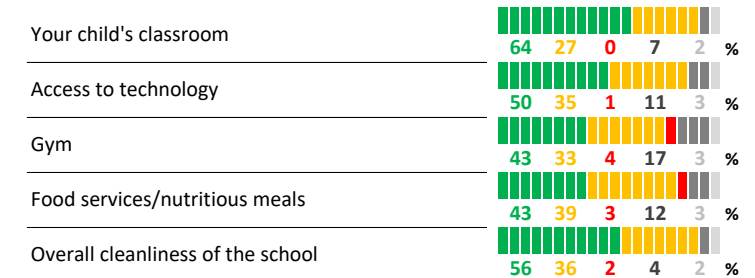 Your child's classroom
64 27 0 7 2 %
Access to technology
50 35 1 11 3 %
Gym
43 33 4 17 3 %
Food services/nutritious meals
43 39 3 12 3 %
Overall cleanliness of the school
56 36 2 4 2 %